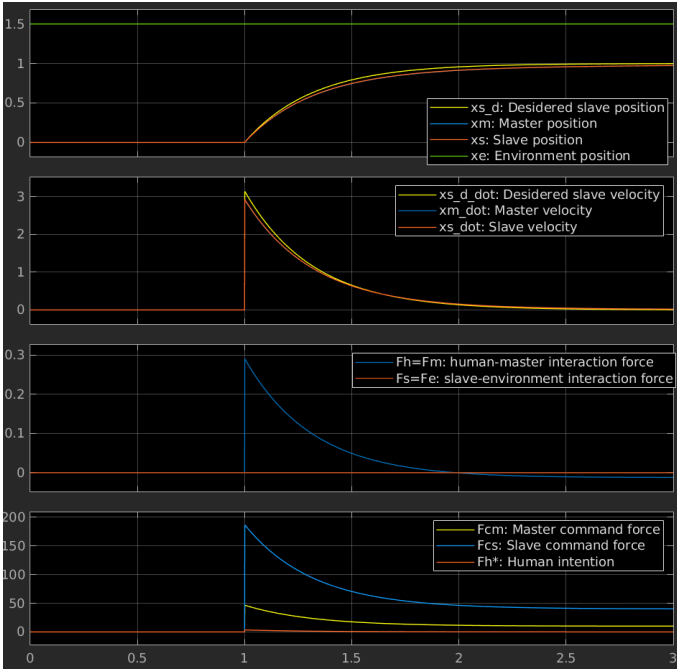 1.5
1
0.5
0
xs_d: Desidered slave position
xm: Master position
xs: Slave position
xe: Environment position
3
2
1
0
xs_d_dot: Desidered slave velocity
xm_dot: Master velocity
xs_dot: Slave velocity
0.3
0.2
0.1
0
Fh=Fm: human-master interaction force
Fs=Fe: slave-environment interaction force
200
150
100
50
0
Fcm: Master command force
Fcs: Slave command force
Fh*: Human intention
0 0.5 1 1.5 2 2.5 3